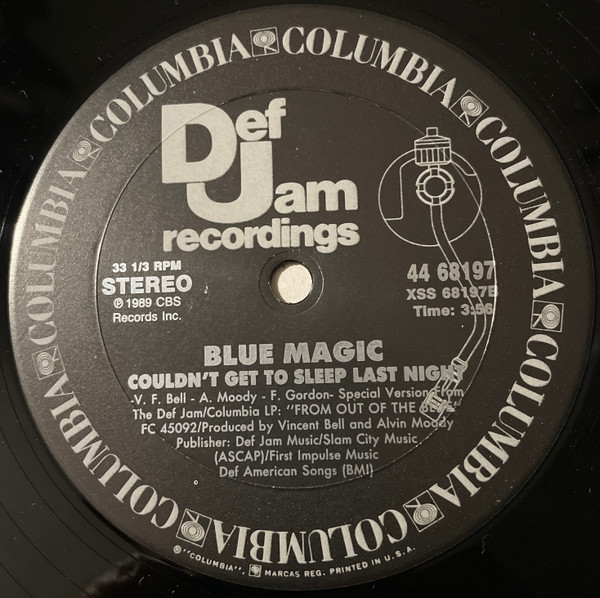 COLUMBIA COLUMBIA COLUMBIA COLUMBIA COLUMBIA COLUMBIA COLUMBIA COLUMBIA COLUMBIA
Def
Jam
recordings
33 1/3 RPM
STEREO
℗ 1989 CBS
Records Inc.
44 68197
XSS 68197B
Time: 3:56
BLUE MAGIC
COULDN'T GET TO SLEEP LAST NIGHT
-V. F. Bell - A. Moody - F. Gordon- Special Version From
The Def Jam/Columbia LP: "FROM OUT OF THE BLUE"
FC 45092/Produced by Vincent Bell and Alvin Moody
Publisher: Def Jam Music/Slam City Music
(ASCAP)/First Impulse Music
Def American Songs (BMI)
®"COLUMBIA", MARCAS REG. PRINTED IN U.S.A.